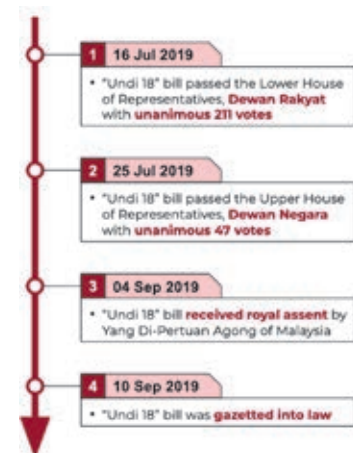 1 16 Jul 2019
• "Undi 18" bill passed the Lower House
of Representatives, Dewan Rakyat
with unanimous 211 votes
2 25 Jul 2019
• "Undi 18" bill passed the Upper House
of Representatives, Dewan Negara
with unanimous 47 votes
3 04 Sep 2019
• "Undi 18" bill received royal assent by
Yang Di-Pertuan Agong of Malaysia
4 10 Sep 2019
• "Undi 18" bill was gazetted into law